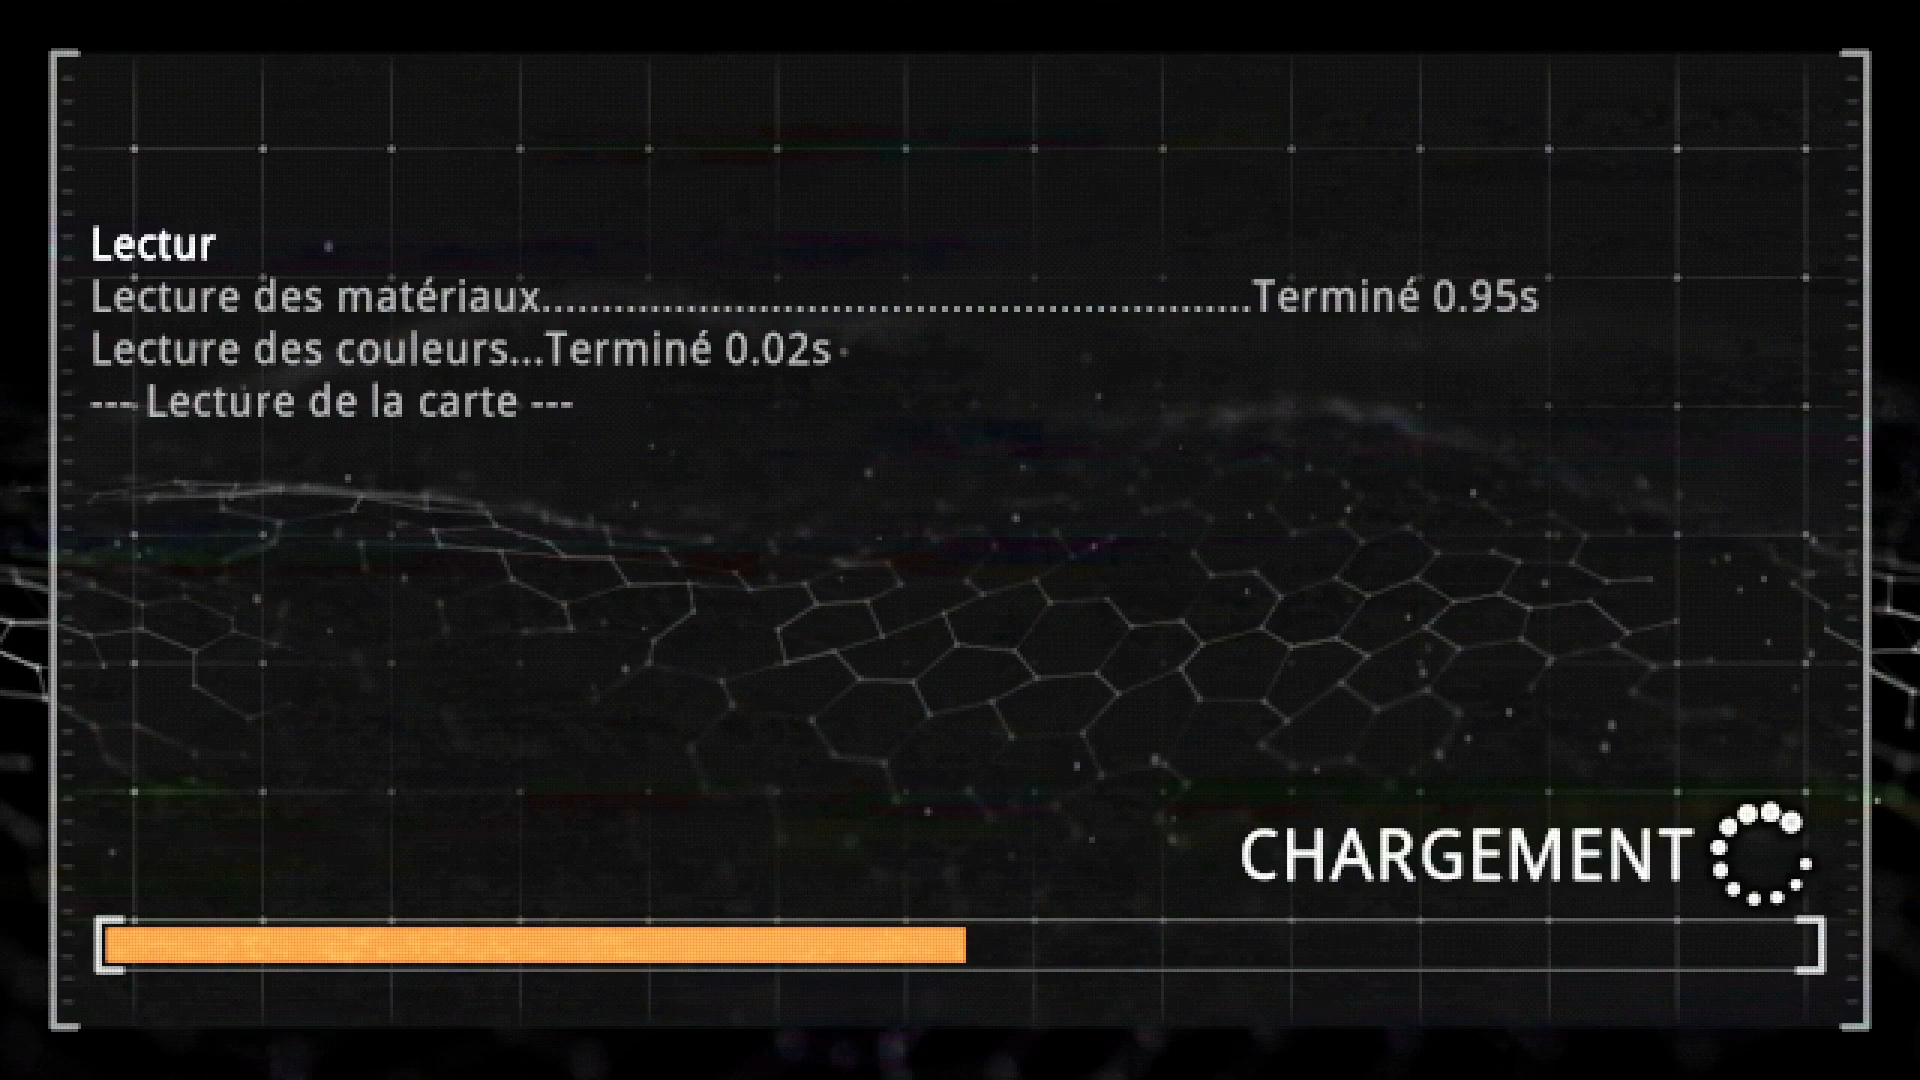 Lectur
Lecture des matériaux.......................................................................Terminé 0.95s
Lecture des couleurs...Terminé 0.02s
--- Lecture de la carte ---
CHARGEMENT